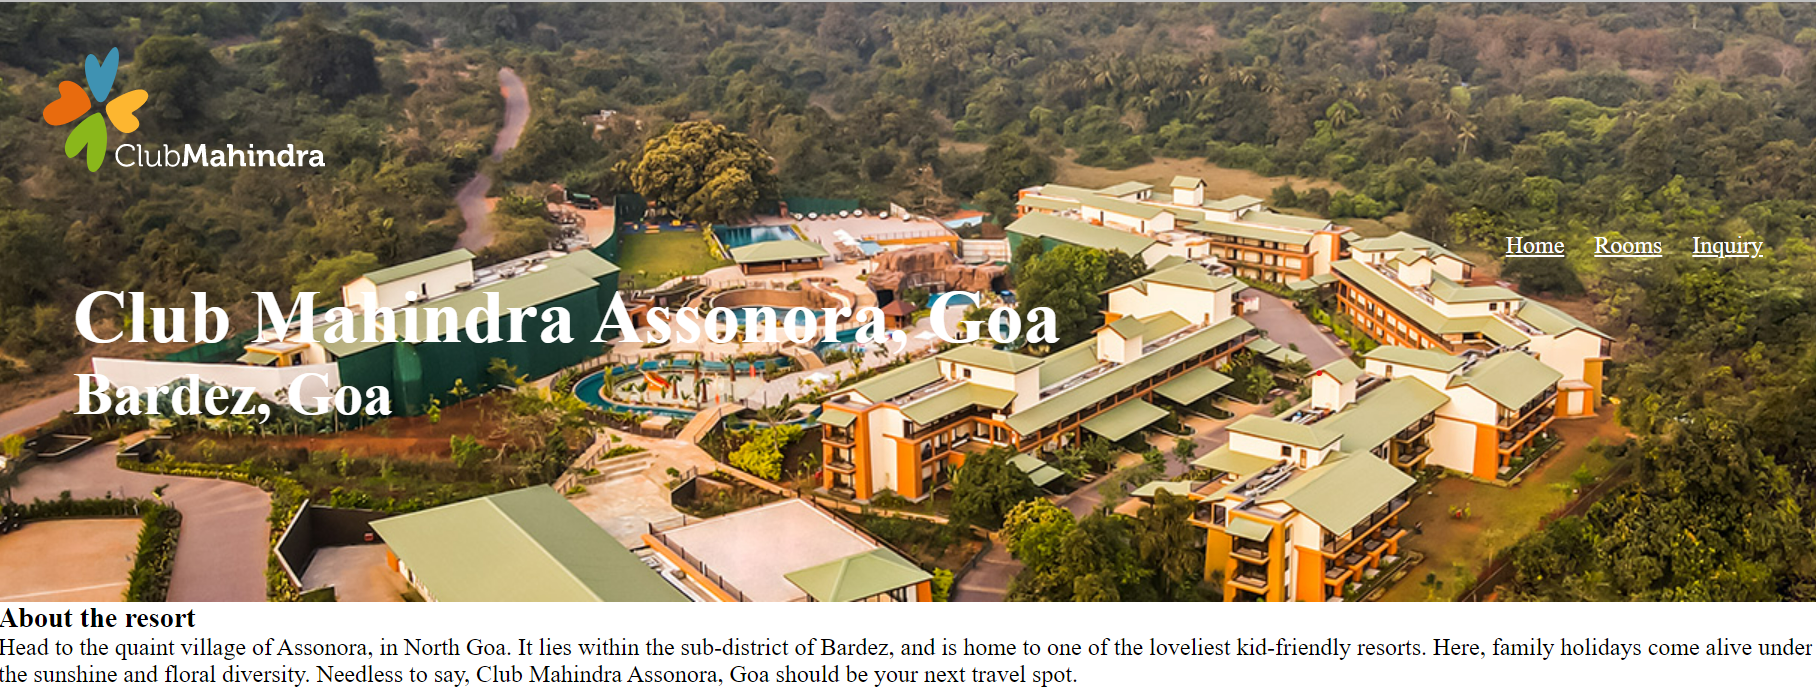 ClubMahindra
Home Rooms Inquiry
Club Mahindra Assonora, Goa
Bardez, Goa
About the resort
Head to the quaint village of Assonora, in North Goa. It lies within the sub-district of Bardez, and is home to one of the loveliest kid-friendly resorts. Here, family holidays come alive under
the sunshine and floral diversity. Needless to say, Club Mahindra Assonora, Goa should be your next travel spot.